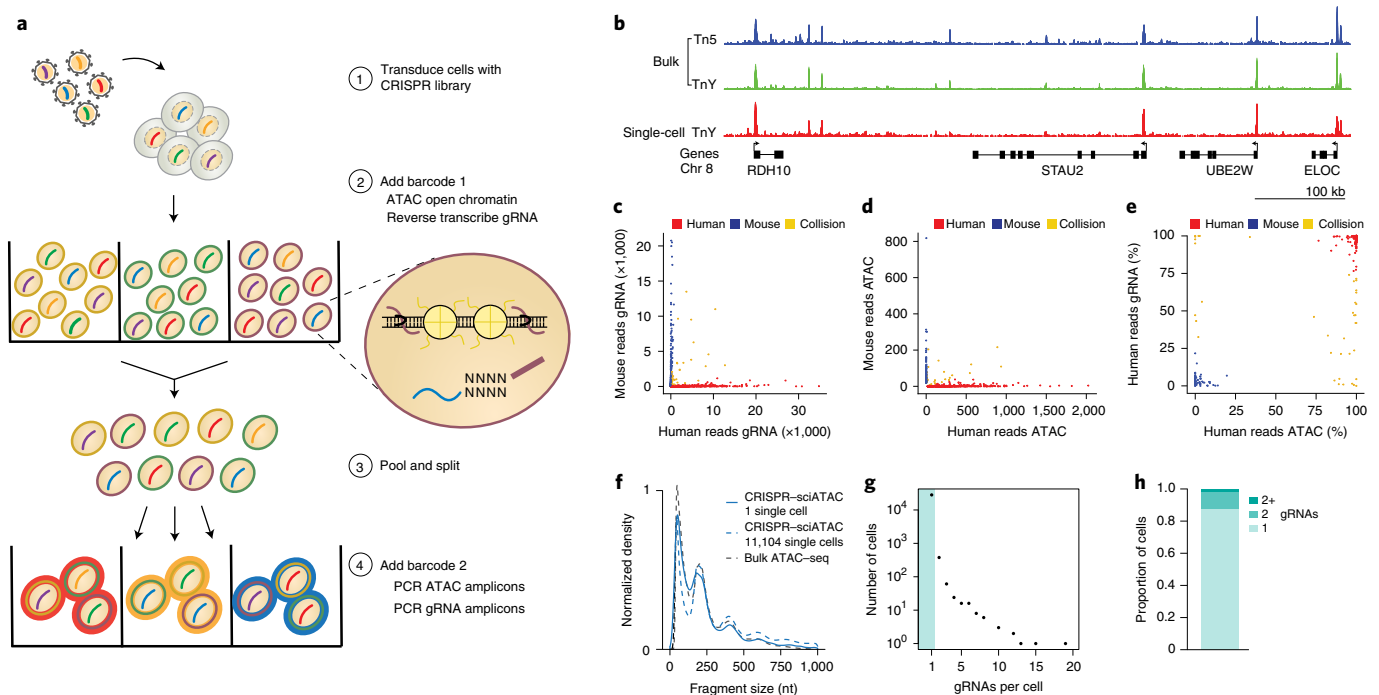 a
1 Transduce cells with
CRISPR library
2 Add barcode 1
ATAC open chromatin
Reverse transcribe gRNA
NNNN
NNNN
3 Pool and split
4 Add barcode 2
PCR ATAC amplicons
PCR gRNA amplicons
b
Tn5
Bulk
TnY
Single-cell TnY
Genes
Chr 8
RDH10
STAU2
UBE2W
ELOC
100 kb
c
Human Mouse Collision
Mouse reads gRNA (×1,000)
20
15
10
5
0
0 10 20 30
Human reads gRNA (×1,000)
d
Human Mouse Collision
Mouse reads ATAC
800
600
400
200
0
0 500 1,000 1,500 2,000
Human reads ATAC
e
Human Mouse Collision
Human reads gRNA (%)
100
75
50
25
0
0 25 50 75 100
Human reads ATAC (%)
f
Normalized density
1
0
0 250 500 750 1,000
Fragment size (nt)
CRISPR–sciATAC
1 single cell
CRISPR–sciATAC
11,104 single cells
Bulk ATAC–seq
g
Number of cells
10⁴
10³
10²
10¹
10⁰
1 5 10 15 20
gRNAs per cell
h
Proportion of cells
1.0
0.8
0.6
0.4
0.2
0
2+
2 gRNAs
1